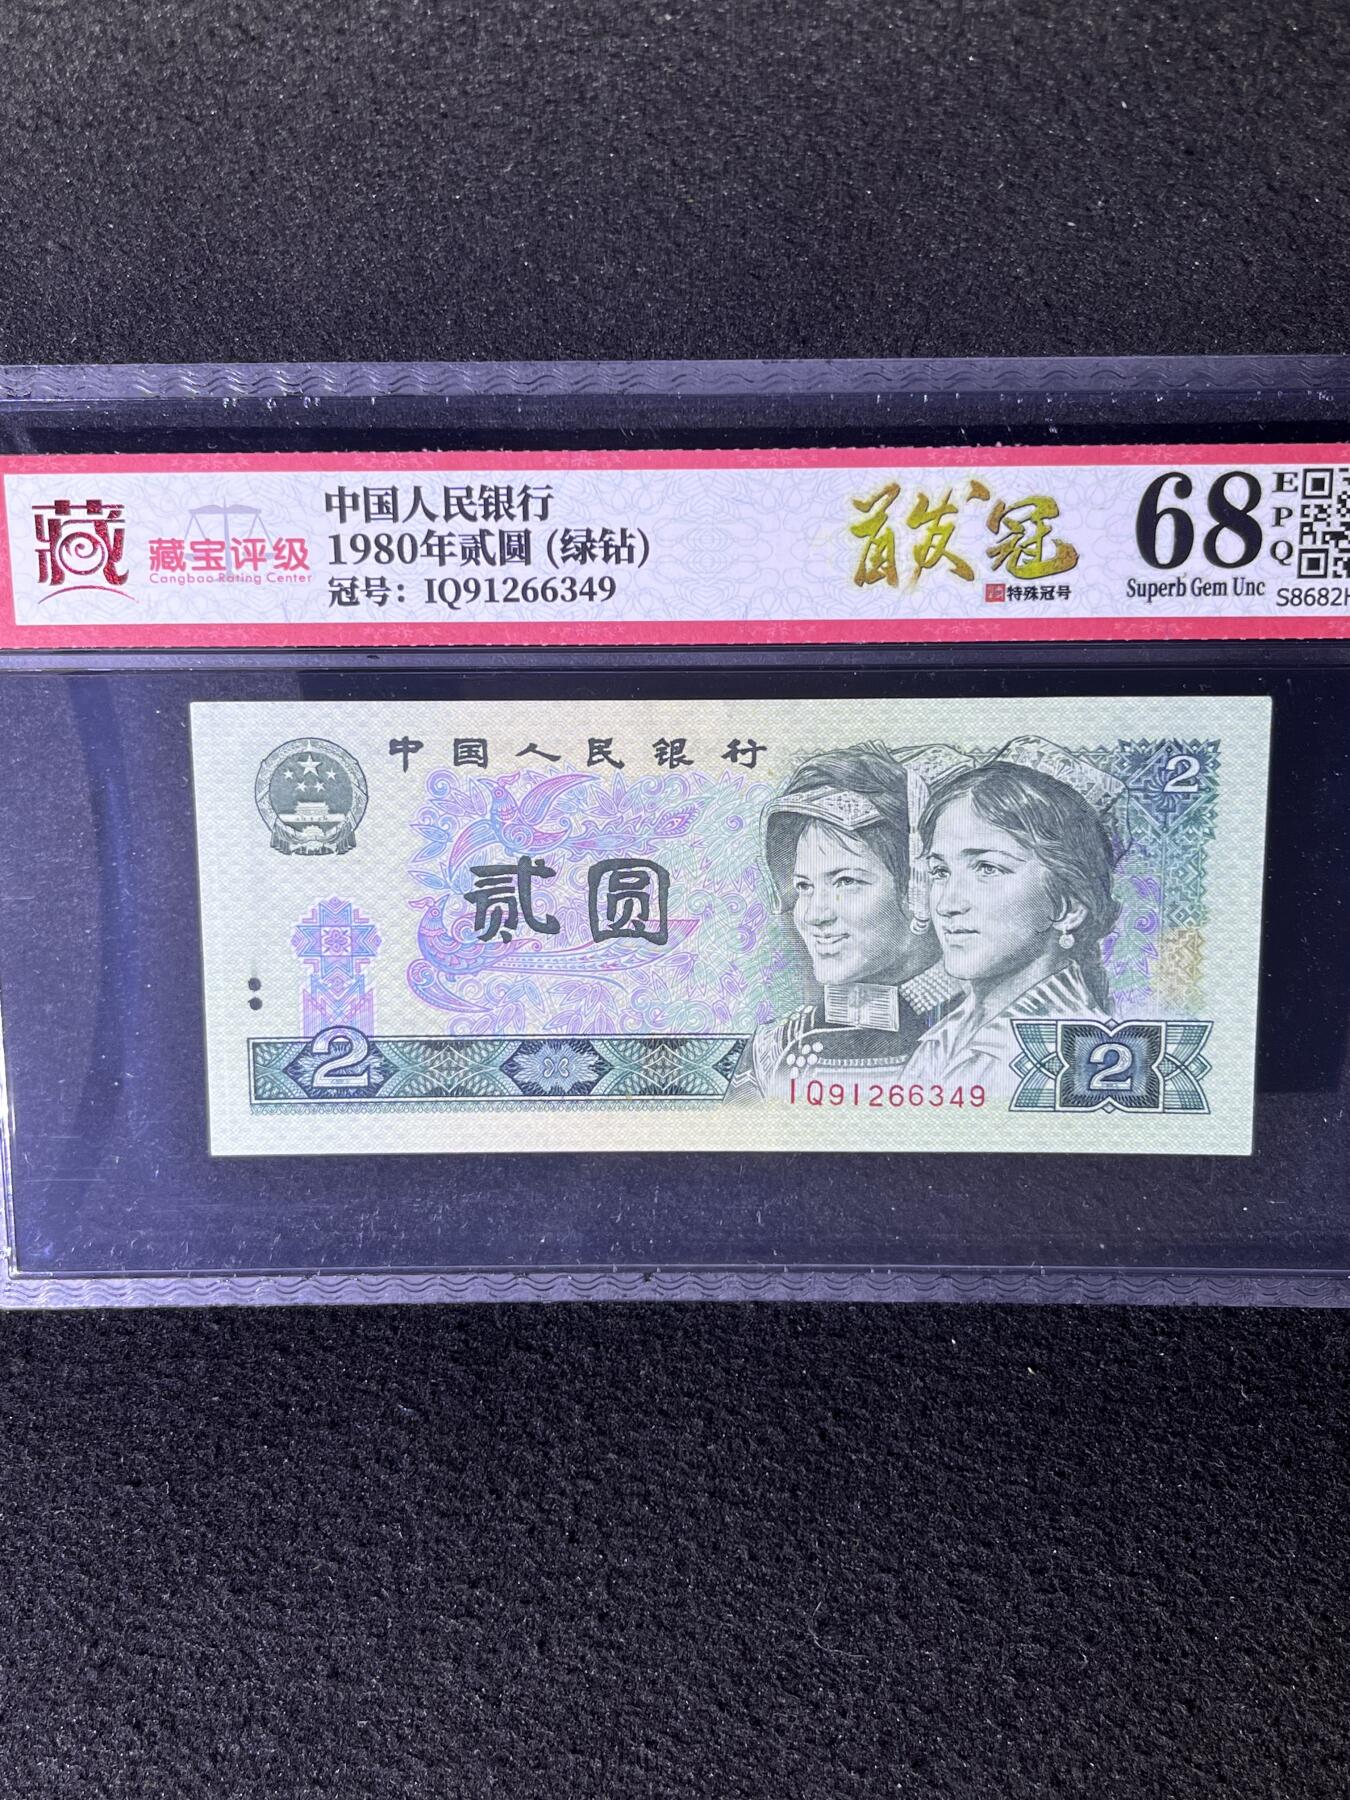 藏
藏宝评级
Cangbao Rating Center
中国人民银行
1980年贰圆 (绿钻)
冠号：IQ91266349
首发冠
特殊冠号
68
EPQ
Superb Gem Unc
S8682
中国人民银行
2
贰圆
2
IQ91266349
2